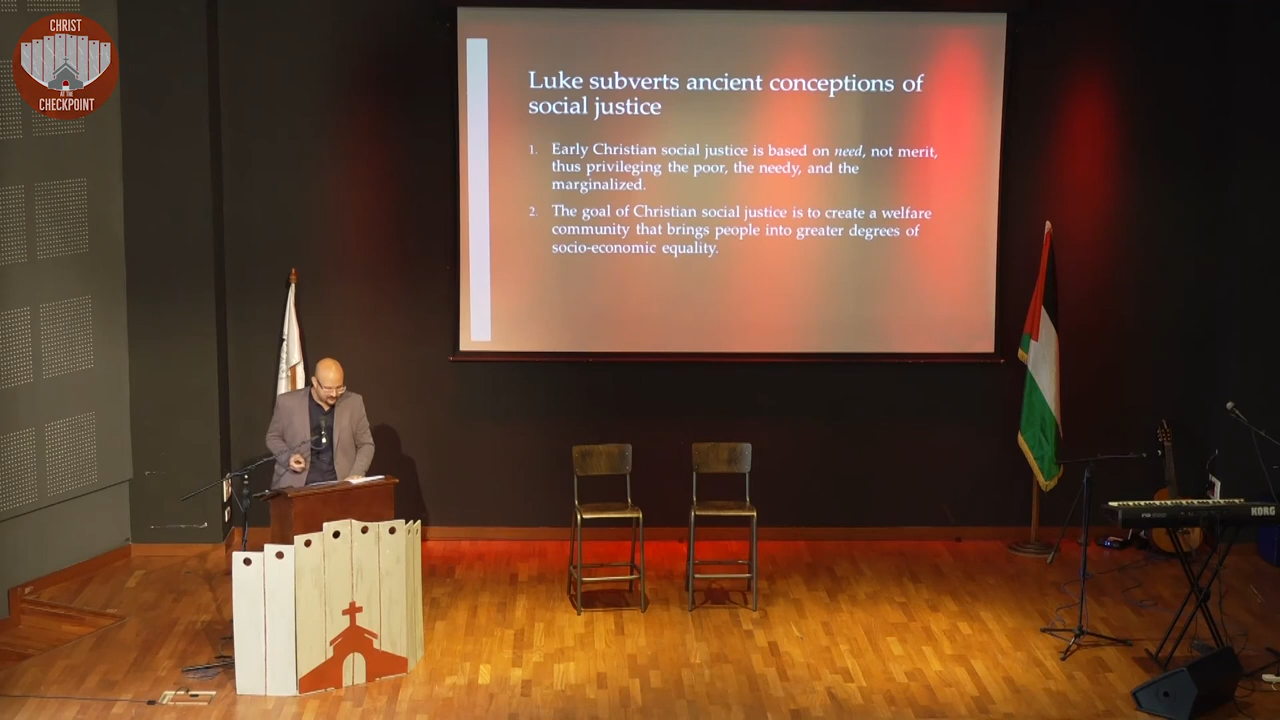 CHRIST
AT THE
CHECKPOINT
Luke subverts ancient conceptions of
social justice
1. Early Christian social justice is based on need, not merit,
thus privileging the poor, the needy, and the
marginalized.
2. The goal of Christian social justice is to create a welfare
community that brings people into greater degrees of
socio-economic equality.
KORG